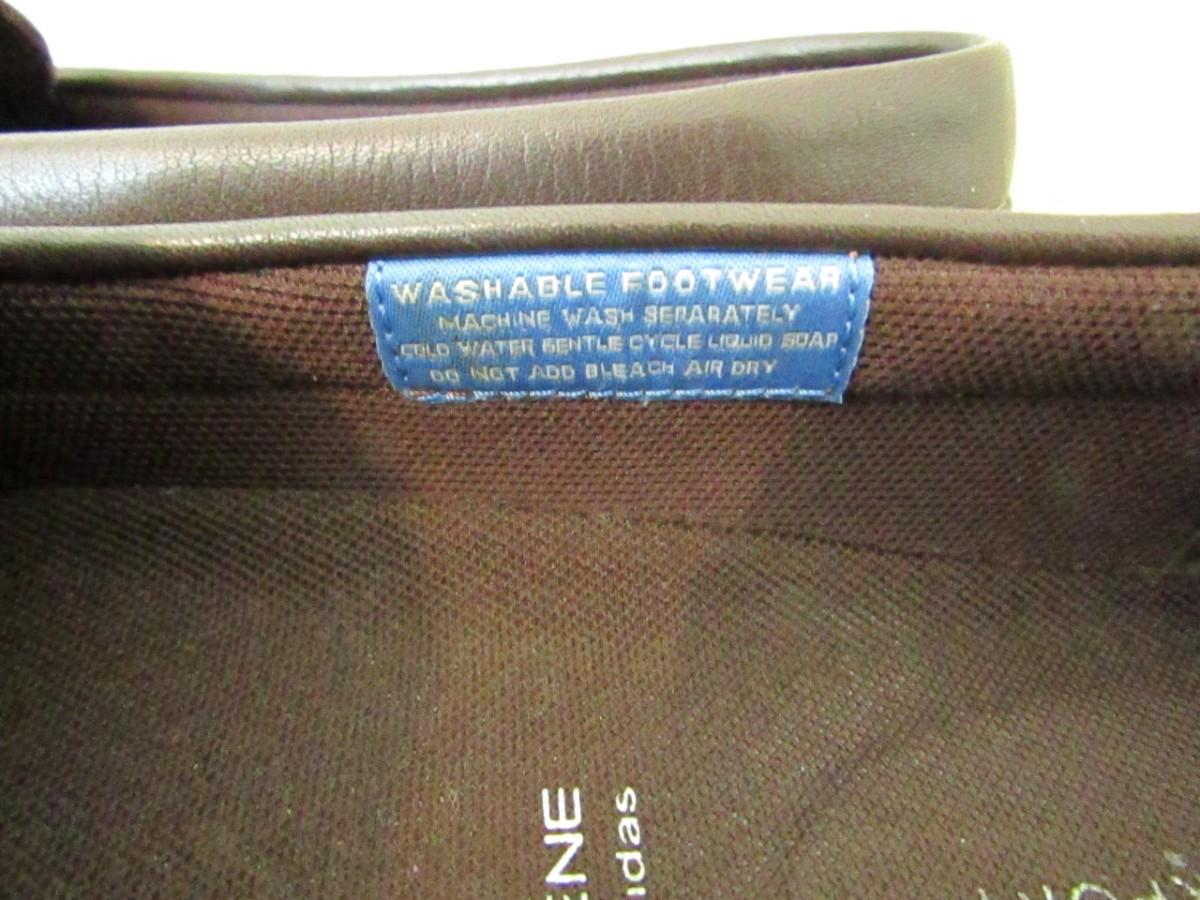 WASHABLE FOOTWEAR
MACHINE WASH SEPARATELY
COLD WATER GENTLE CYCLE LIQUID SOAP
DO NOT ADD BLEACH AIR DRY
ENE
idas